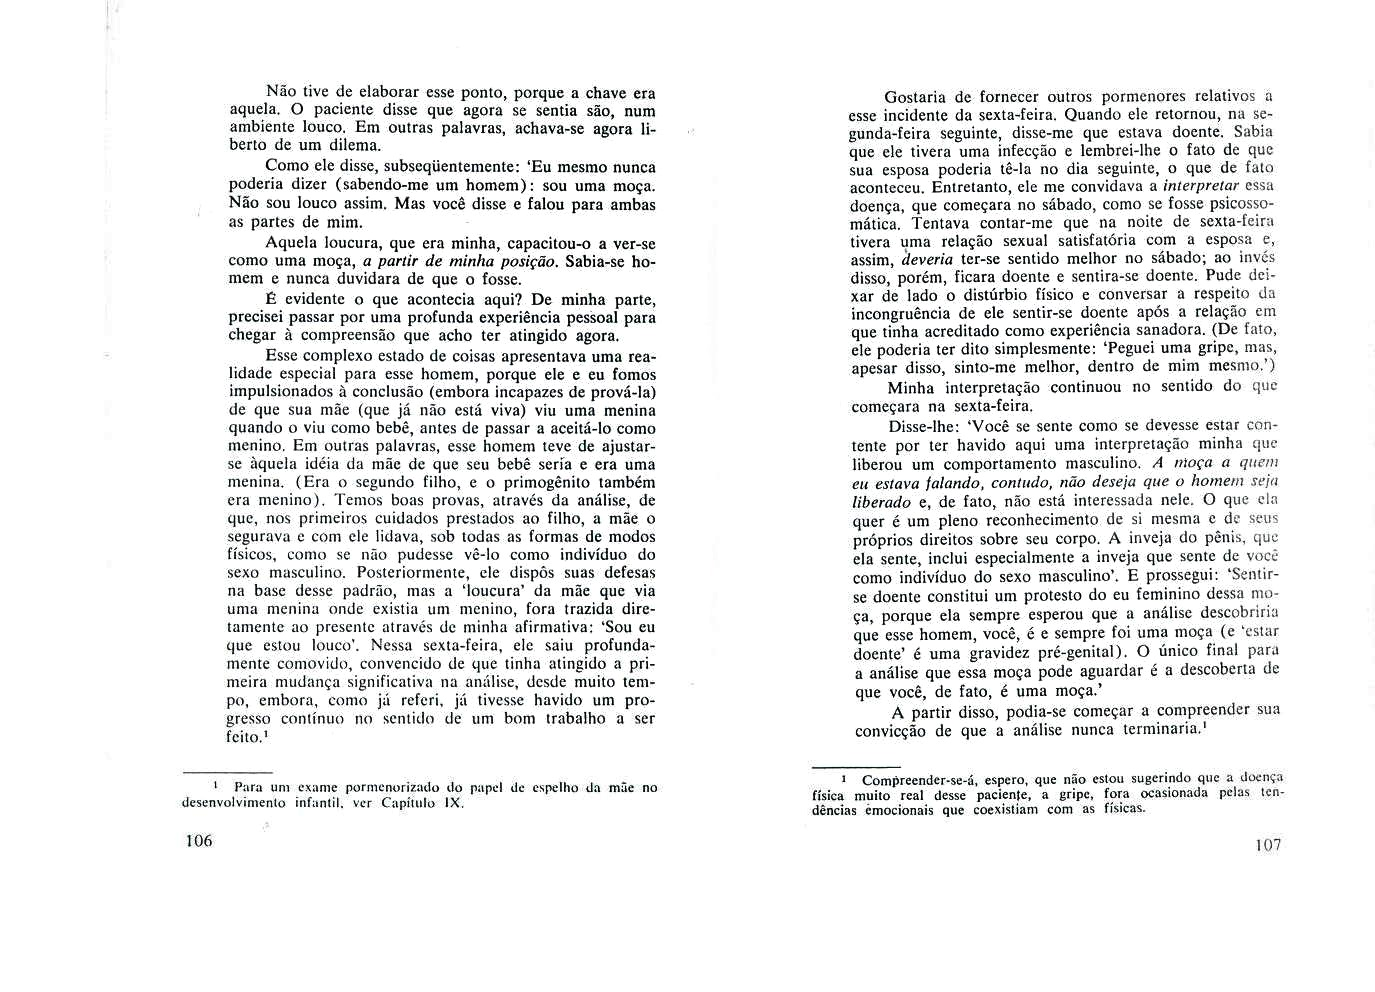 Não tive de elaborar esse ponto, porque a chave era
aquela. O paciente disse que agora se sentia são, num
ambiente louco. Em outras palavras, achava-se agora li-
berto de um dilema.
Como ele disse, subseqüentemente: ‘Eu mesmo nunca
poderia dizer (sabendo-me um homem): sou uma moça.
Não sou louco assim. Mas você disse e falou para ambas
as partes de mim.
Aquela loucura, que era minha, capacitou-o a ver-se
como uma moça, a partir de minha posição. Sabia-se ho-
mem e nunca duvidara de que o fosse.
É evidente o que acontecia aqui? De minha parte,
precisei passar por uma profunda experiência pessoal para
chegar à compreensão que acho ter atingido agora.
Esse complexo estado de coisas apresentava uma rea-
lidade especial para esse homem, porque ele e eu fomos
impulsionados à conclusão (embora incapazes de prová-la)
de que sua mãe (que já não está viva) viu uma menina
quando o viu como bebê, antes de passar a aceitá-lo como
menino. Em outras palavras, esse homem teve de ajustar-
se àquela idéia da mãe de que seu bebê seria e era uma
menina. (Era o segundo filho, e o primogênito também
era menino). Temos boas provas, através da análise, de
que, nos primeiros cuidados prestados ao filho, a mãe o
segurava e com ele lidava, sob todas as formas de modos
físicos, como se não pudesse vê-lo como indivíduo do
sexo masculino. Posteriormente, ele dispôs suas defesas
na base desse padrão, mas a ‘loucura’ da mãe que via
uma menina onde existia um menino, fora trazida dire-
tamente ao presente através de minha afirmativa: ‘Sou eu
que estou louco’. Nessa sexta-feira, ele saiu profunda-
mente comovido, convencido de que tinha atingido a pri-
meira mudança significativa na análise, desde muito tem-
po, embora, como já referi, já tivesse havido um pro-
gresso contínuo no sentido de um bom trabalho a ser
feito.¹
¹ Para um exame pormenorizado do papel de espelho da mãe no
desenvolvimento infantil, ver Capítulo IX.
106
Gostaria de fornecer outros pormenores relativos a
esse incidente da sexta-feira. Quando ele retornou, na se-
gunda-feira seguinte, disse-me que estava doente. Sabia
que ele tivera uma infecção e lembrei-lhe o fato de que
sua esposa poderia tê-la no dia seguinte, o que de fato
aconteceu. Entretanto, ele me convidava a interpretar essa
doença, que começara no sábado, como se fosse psicosso-
mática. Tentava contar-me que na noite de sexta-feira
tivera uma relação sexual satisfatória com a esposa e,
assim, deveria ter-se sentido melhor no sábado; ao invés
disso, porém, ficara doente e sentira-se doente. Pude dei-
xar de lado o distúrbio físico e conversar a respeito da
incongruência de ele sentir-se doente após a relação em
que tinha acreditado como experiência sanadora. (De fato,
ele poderia ter dito simplesmente: ‘Peguei uma gripe, mas,
apesar disso, sinto-me melhor, dentro de mim mesmo.’)
Minha interpretação continuou no sentido do que
começara na sexta-feira.
Disse-lhe: ‘Você se sente como se devesse estar con-
tente por ter havido aqui uma interpretação minha que
liberou um comportamento masculino. A moça a quem
eu estava falando, contudo, não deseja que o homem seja
liberado e, de fato, não está interessada nele. O que ela
quer é um pleno reconhecimento de si mesma e de seus
próprios direitos sobre seu corpo. A inveja do pênis, que
ela sente, inclui especialmente a inveja que sente de você
como indivíduo do sexo masculino’. E prossegui: ‘Sentir-
se doente constitui um protesto do eu feminino dessa mo-
ça, porque ela sempre esperou que a análise descobriria
que esse homem, você, é e sempre foi uma moça (e ‘estar
doente’ é uma gravidez pré-genital). O único final para
a análise que essa moça pode aguardar é a descoberta de
que você, de fato, é uma moça.’
A partir disso, podia-se começar a compreender sua
convicção de que a análise nunca terminaria.¹
¹ Compreender-se-á, espero, que não estou sugerindo que a doença
física muito real desse paciente, a gripe, fora ocasionada pelas ten-
dências emocionais que coexistiam com as físicas.
107